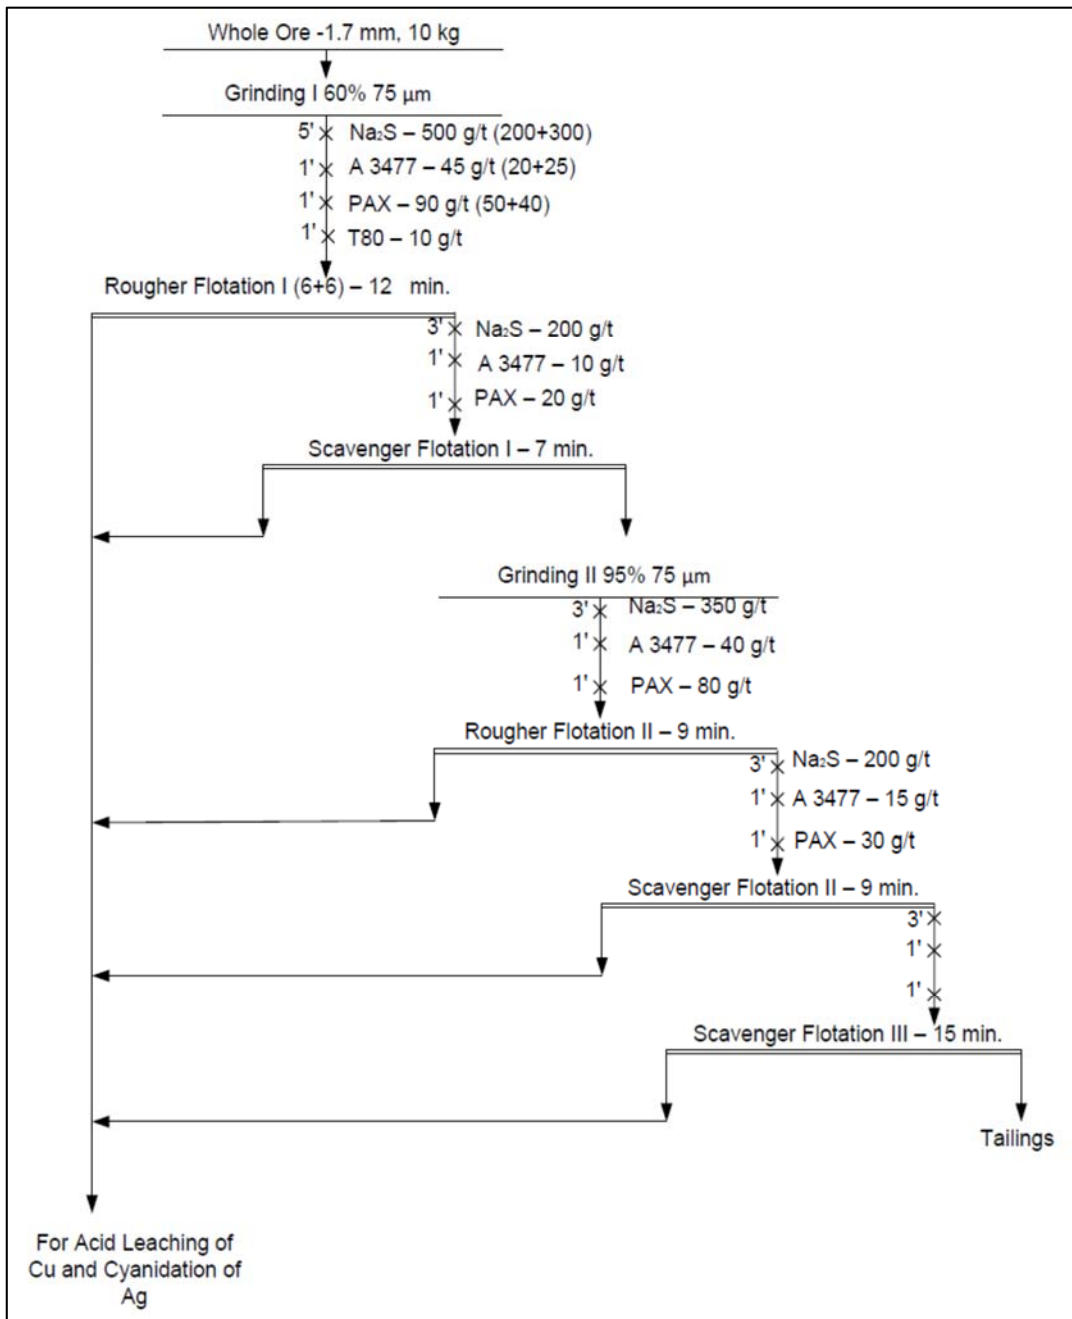 Whole Ore -1.7 mm, 10 kg
Grinding I 60% 75 µm
5' Na₂S – 500 g/t (200+300)
1' A 3477 – 45 g/t (20+25)
1' PAX – 90 g/t (50+40)
1' T80 – 10 g/t
Rougher Flotation I (6+6) – 12 min.
3' Na₂S – 200 g/t
1' A 3477 – 10 g/t
1' PAX – 20 g/t
Scavenger Flotation I – 7 min.
Grinding II 95% 75 µm
3' Na₂S – 350 g/t
1' A 3477 – 40 g/t
1' PAX – 80 g/t
Rougher Flotation II – 9 min.
3' Na₂S – 200 g/t
1' A 3477 – 15 g/t
1' PAX – 30 g/t
Scavenger Flotation II – 9 min.
3'
1'
1'
Scavenger Flotation III – 15 min.
Tailings
For Acid Leaching of
Cu and Cyanidation of
Ag